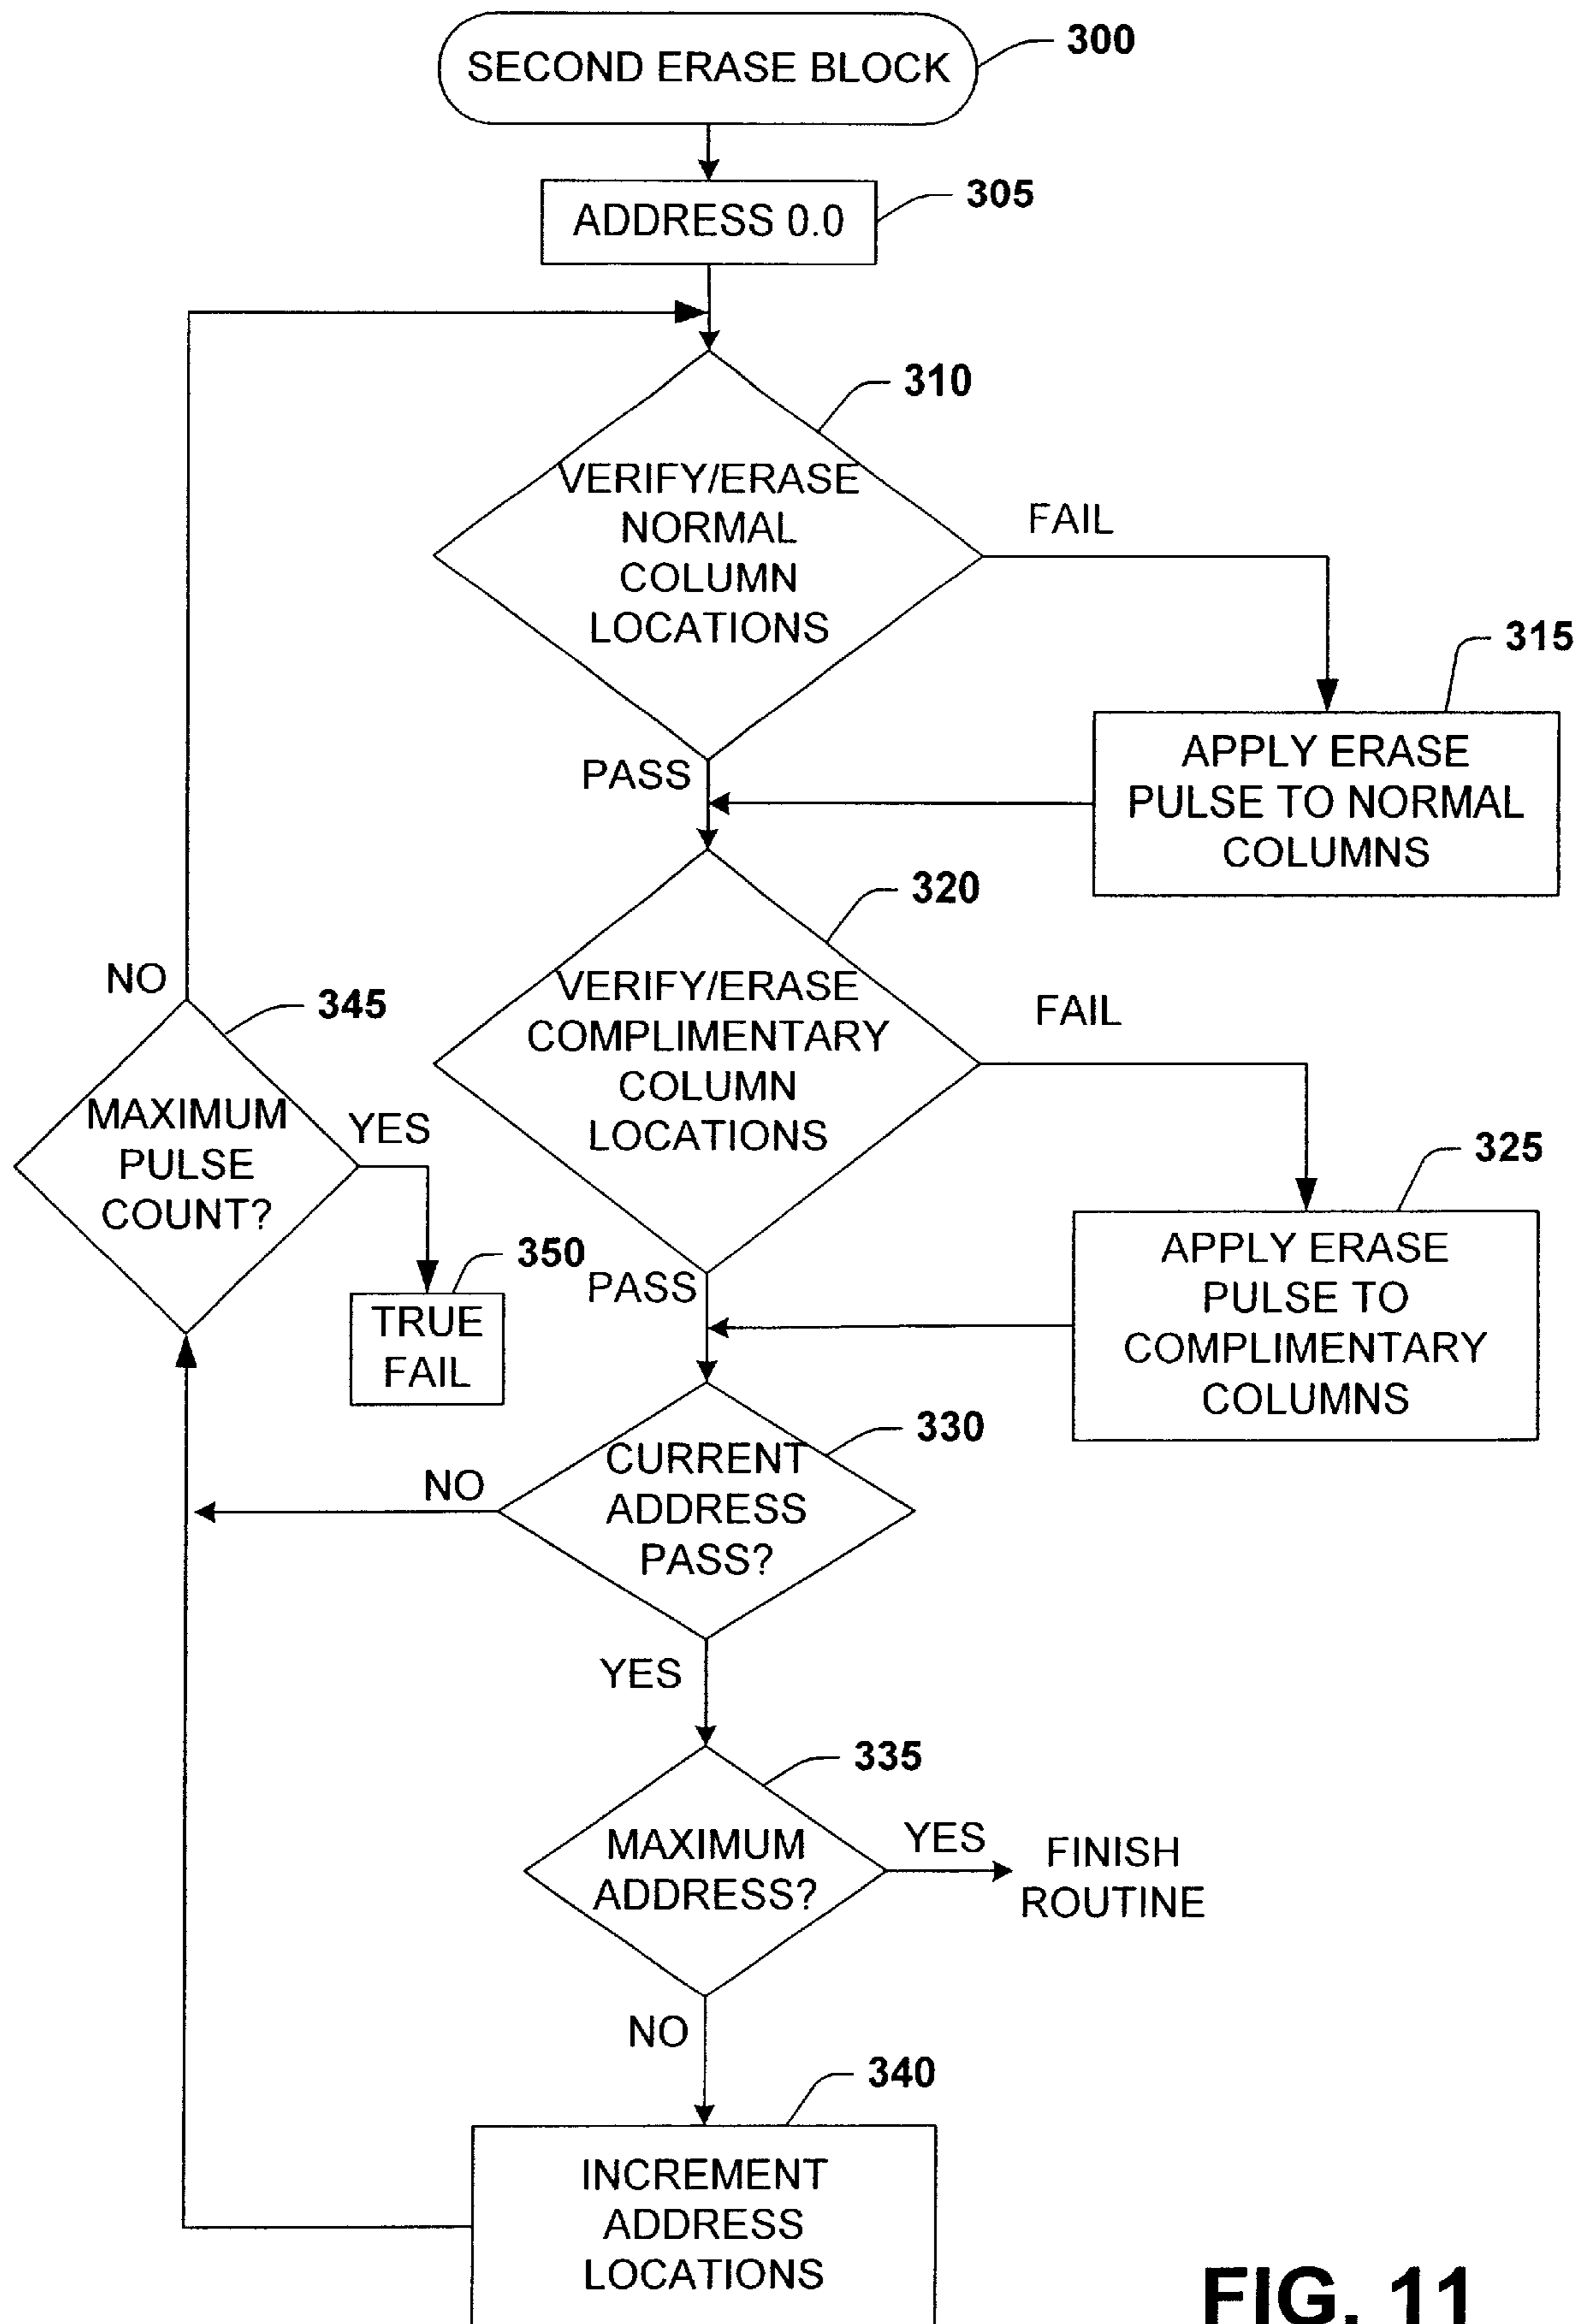 SECOND ERASE BLOCK
300
ADDRESS 0.0
305
310
VERIFY/ERASE
NORMAL
COLUMN
LOCATIONS
FAIL
315
APPLY ERASE
PULSE TO NORMAL
COLUMNS
PASS
320
VERIFY/ERASE
COMPLIMENTARY
COLUMN
LOCATIONS
FAIL
325
APPLY ERASE
PULSE TO
COMPLIMENTARY
COLUMNS
PASS
NO
345
MAXIMUM
PULSE
COUNT?
YES
350
TRUE
FAIL
330
CURRENT
ADDRESS
PASS?
NO
YES
335
MAXIMUM
ADDRESS?
YES
FINISH
ROUTINE
NO
340
INCREMENT
ADDRESS
LOCATIONS
FIG. 11